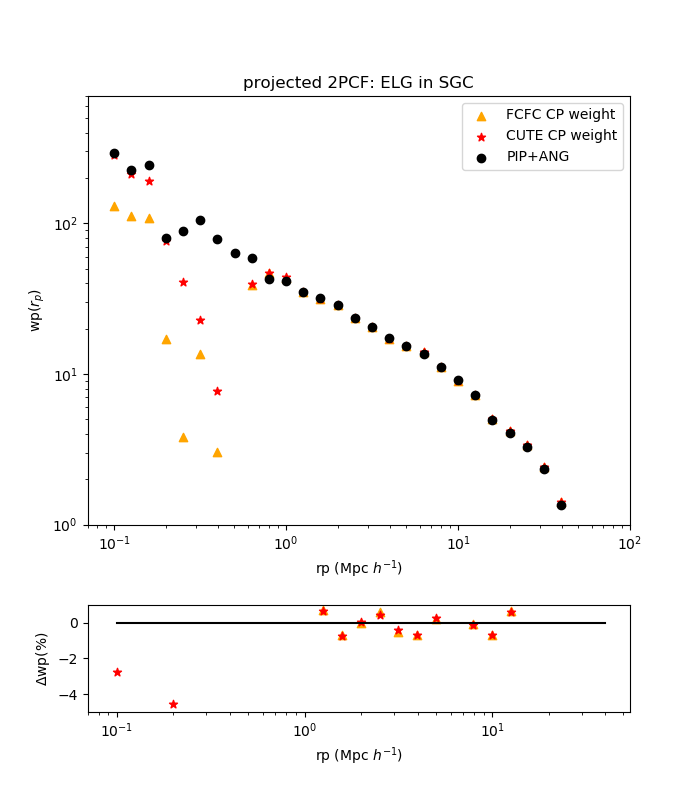 projected 2PCF: ELG in SGC
FCFC CP weight
CUTE CP weight
PIP+ANG
wp(r_p)
10^2
10^1
10^0
10^-1
10^0
10^1
10^2
rp (Mpc h^-1)
Δwp(%)
0
−2
−4
10^-1
10^0
10^1
rp (Mpc h^-1)